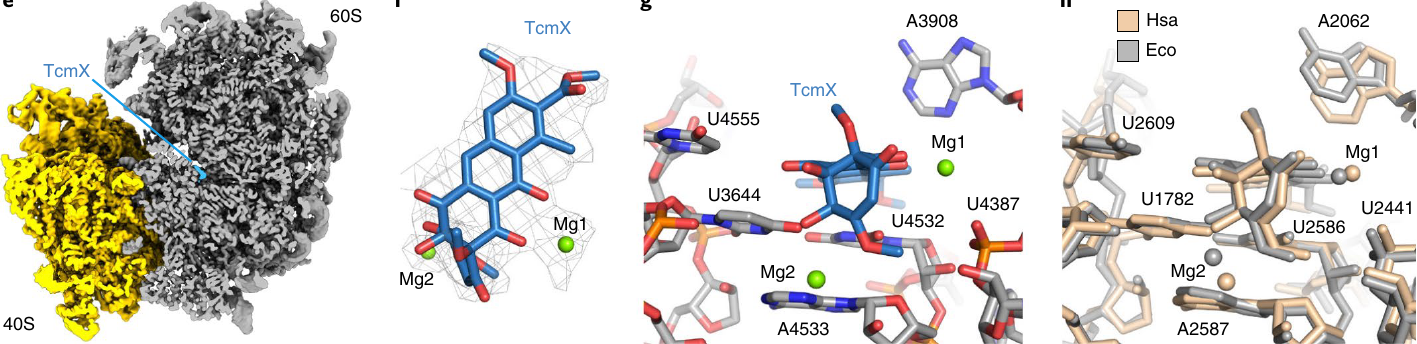 e
60S
TcmX
40S
f
TcmX
Mg1
Mg2
g
A3908
TcmX
U4555
Mg1
U3644
U4532
U4387
Mg2
A4533
h
Hsa
Eco
A2062
U2609
Mg1
U1782
U2586
U2441
Mg2
A2587